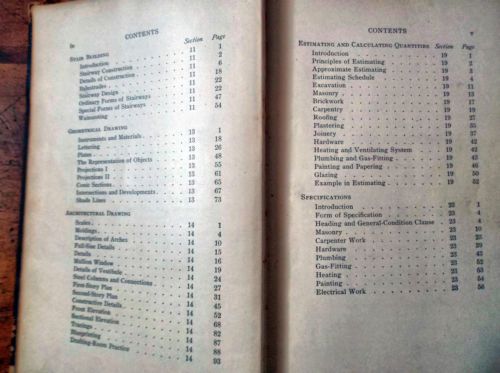 iv CONTENTS
STAIR BUILDING Section Page
Introduction 11 1
Stairway Construction 11 2
Details of Construction 11 6
Balustrades 11 18
Stairway Design 11 22
Ordinary Forms of Stairways 11 22
Special Forms of Stairways 11 47
Wainscoting 11 54
GEOMETRICAL DRAWING
Instruments and Materials 13 1
Lettering 13 18
Plates 13 26
The Representation of Objects 13 48
Projections I 13 55
Projections II 13 61
Conic Sections 13 65
Intersections and Developments 13 67
Shade Lines 13 73
ARCHITECTURAL DRAWING
Scales 14 1
Moldings 14 4
Description of Arches 14 10
Full-Size Details 14 15
Details 14 16
Mullion Window 14 19
Details of Vestibule 14 24
Steel Columns and Connections 14 27
First-Story Plan 14 31
Second-Story Plan 14 45
Constructive Details 14 52
Front Elevation 14 68
Sectional Elevation 14 82
Tracings 14 87
Blueprinting 14 88
Drafting-Room Practice 14 93
CONTENTS v
ESTIMATING AND CALCULATING QUANTITIES Section Page
Introduction 19 1
Principles of Estimating 19
Approximate Estimating 19
Estimating Schedule 19 4
Excavation 19 11
Masonry 19 13
Brickwork 19 17
Carpentry 19 19
Roofing 19 27
Plastering 19 35
Joinery 19 37
Hardware 19 42
Heating and Ventilating System 19 42
Plumbing and Gas-Fitting 19 42
Painting and Papering 19 46
Glazing 19 50
Example in Estimating 19 52
SPECIFICATIONS
Introduction 23 1
Form of Specification 23 4
Heading and General-Condition Clause 23 4
Masonry 23 10
Carpenter Work 23 25
Hardware 23 39
Plumbing 23 42
Gas-Fitting 23 52
Heating 23 53
Painting 23 54
Electrical Work 23 56